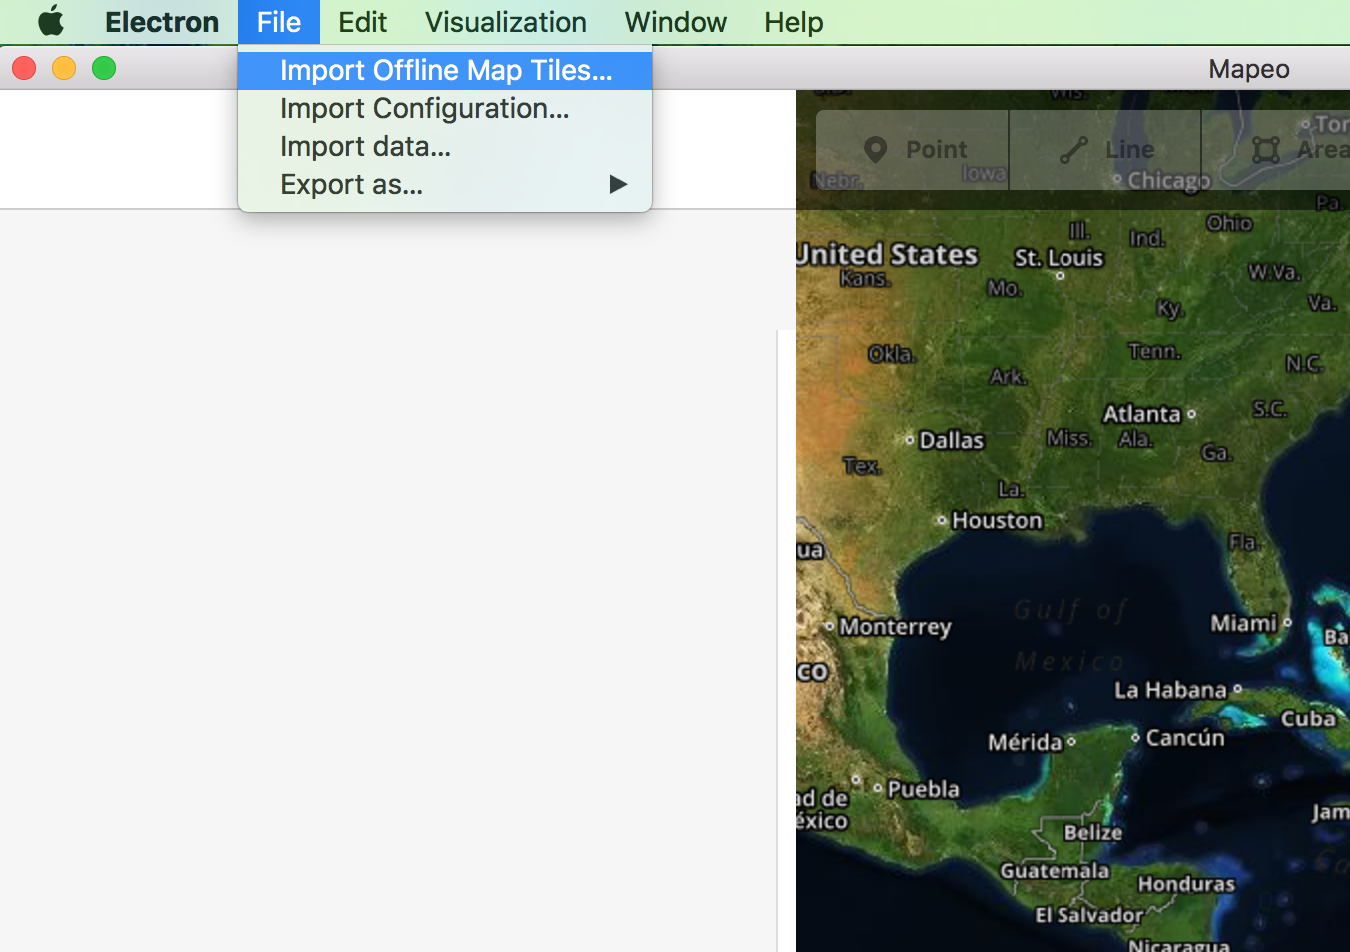 Electron File Edit Visualization Window Help
Mapeo
Import Offline Map Tiles...
Import Configuration...
Import data...
Export as...
Point Line Area
Wis.
Tor
Nebr. Iowa Chicago
Pa.
Ill. Ind. Ohio
United States St. Louis
Kans. Mo. W.Va.
Ky. Va.
Okla. Tenn.
Ark. N.C.
Atlanta S.C.
Dallas Miss. Ala.
Tex. Ga.
La.
Houston
ua Fla.
Gulf of
Mexico
Monterrey Miami
Ba
co
La Habana
Cuba
Mérida Cancún
Puebla
ad de
éxico
Jam
Belize
Guatemala
Honduras
El Salvador
Nicaragua